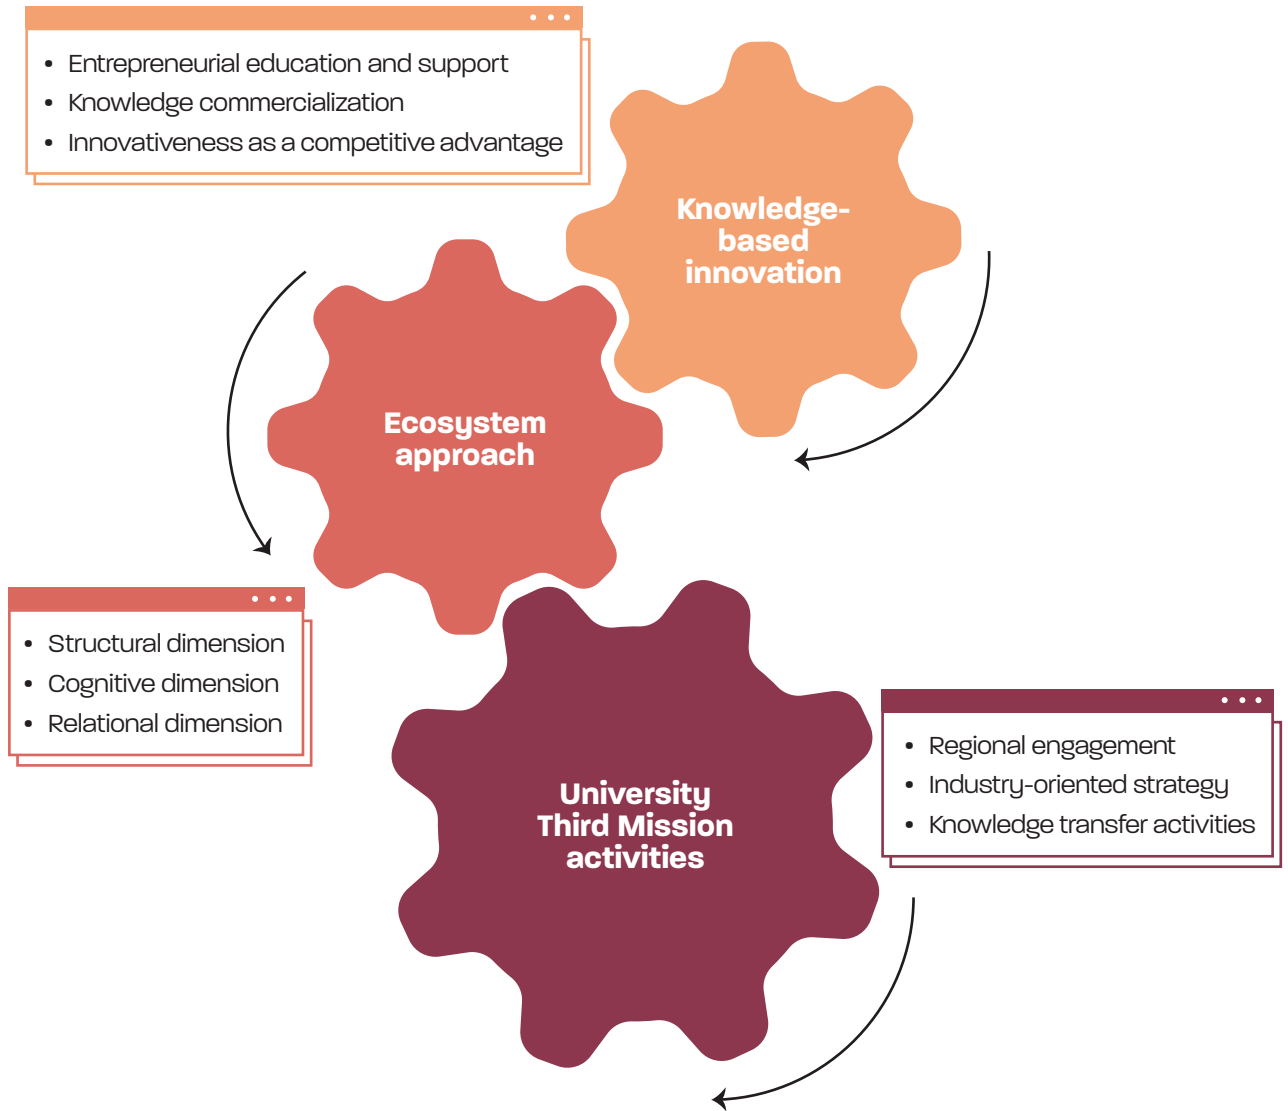 • Entrepreneurial education and support
• Knowledge commercialization
• Innovativeness as a competitive advantage
Knowledge-
based
innovation
Ecosystem
approach
• Structural dimension
• Cognitive dimension
• Relational dimension
University
Third Mission
activities
• Regional engagement
• Industry-oriented strategy
• Knowledge transfer activities